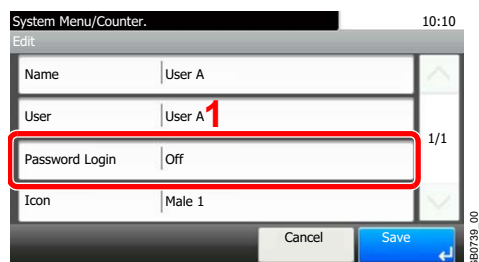 System Menu/Counter. 10:10
Edit
Name User A
User User A 1
1/1
Password Login Off
Icon Male 1
Cancel Save